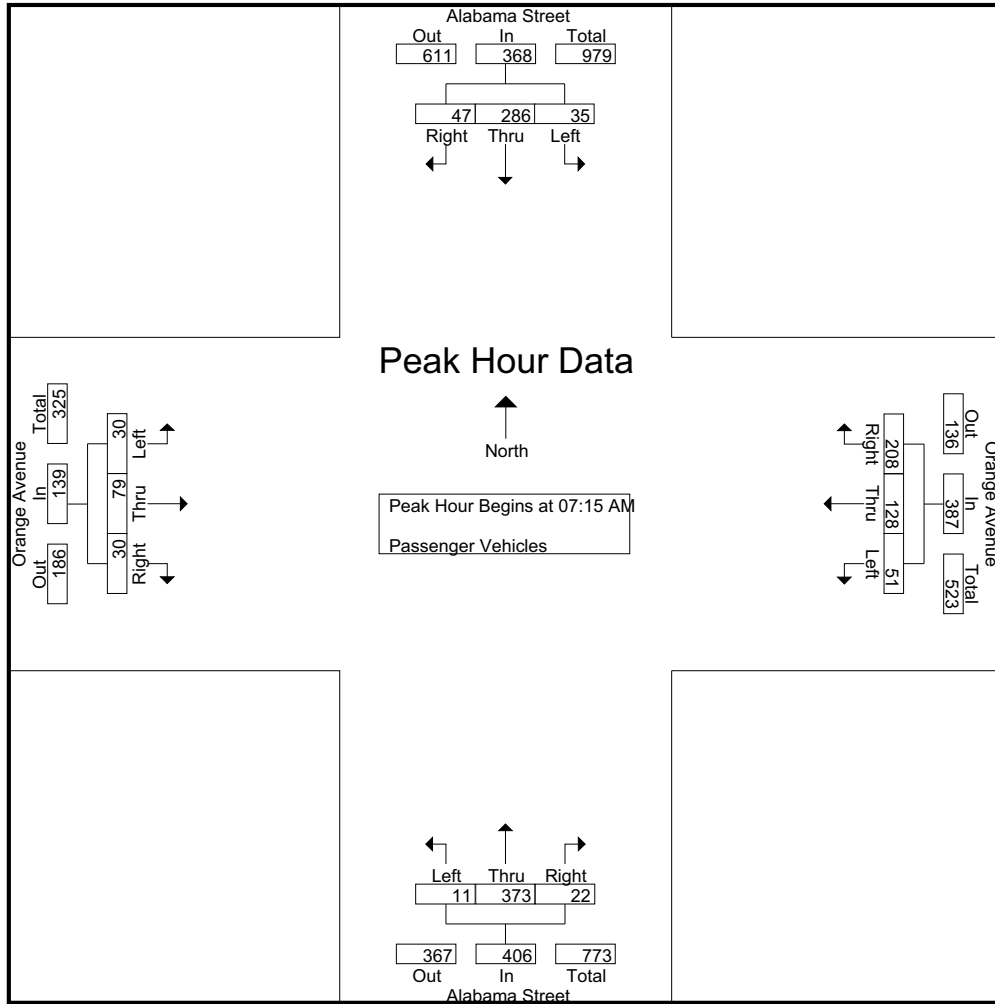 Alabama Street
Out In Total
611 368 979
47 286 35
Right Thru Left
Peak Hour Data
North
Peak Hour Begins at 07:15 AM
Passenger Vehicles
Orange Avenue
Total In Out
325 139 186
30 79 30
Left Thru Right
Orange Avenue
Out In Total
136 387 523
208 128 51
Right Thru Left
Left Thru Right
11 373 22
367 406 773
Out In Total
Alabama Street